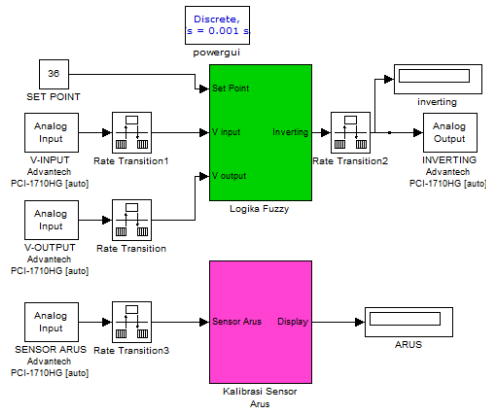 Discrete,
s = 0.001 s.
powergui
36
SET POINT
Analog
Input
V-INPUT
Advantech
PCI-1710HG [auto]
Rate Transition1
Analog
Input
V-OUTPUT
Advantech
PCI-1710HG [auto]
Rate Transition
Set Point
V input
V output
Inverting
Logika Fuzzy
Rate Transition2
inverting
Analog
Output
INVERTING
Advantech
PCI-1710HG [auto]
Analog
Input
SENSOR ARUS
Advantech
PCI-1710HG [auto]
Rate Transition3
Sensor Arus
Display
Kalibrasi Sensor
Arus
ARUS